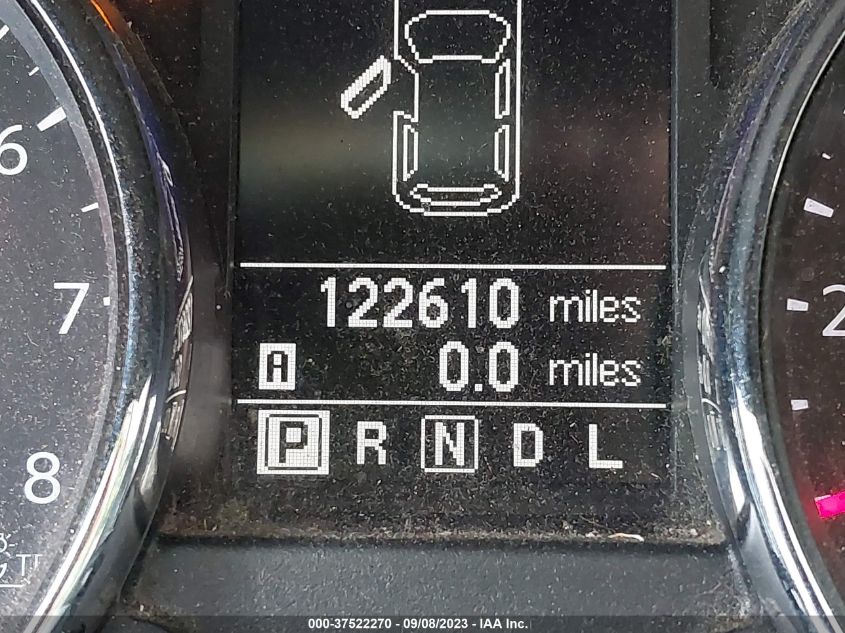 6
7
8
122610 miles
A 0.0 miles
P R N D L
2
000-37522270 - 09/08/2023 - IAA Inc.